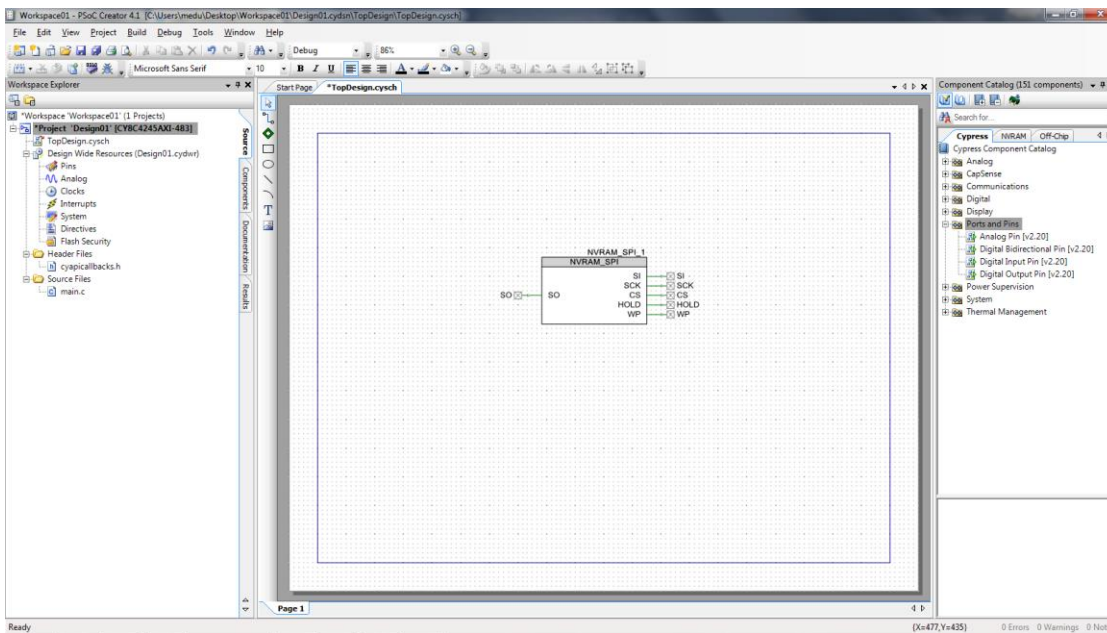 Workspace01 - PSoC Creator 4.1 [C:\Users\medu\Desktop\Workspace01\Design01.cydsn\TopDesign\TopDesign.cysch]
File Edit View Project Build Debug Tools Window Help
Debug 86%
Microsoft Sans Serif 10 B I U A
Workspace Explorer
Workspace 'Workspace01' (1 Projects)
*Project 'Design01' [CY8C4245AXI-483]
TopDesign.cysch
Design Wide Resources (Design01.cydwr)
Pins
Analog
Clocks
Interrupts
System
Directives
Flash Security
Header Files
cyapicallbacks.h
Source Files
main.c
Source
Components
Documentation
Results
Start Page *TopDesign.cysch
T
NVRAM_SPI_1
NVRAM_SPI
SO SO
SI SI
SCK SCK
CS CS
HOLD HOLD
WP WP
Page 1
Component Catalog (151 components)
Search for...
Cypress NVRAM Off-Chip
Cypress Component Catalog
Analog
CapSense
Communications
Digital
Display
Ports and Pins
Analog Pin [v2.20]
Digital Bidirectional Pin [v2.20]
Digital Input Pin [v2.20]
Digital Output Pin [v2.20]
Power Supervision
System
Thermal Management
Ready {X=477,Y=435} 0 Errors 0 Warnings 0 Not